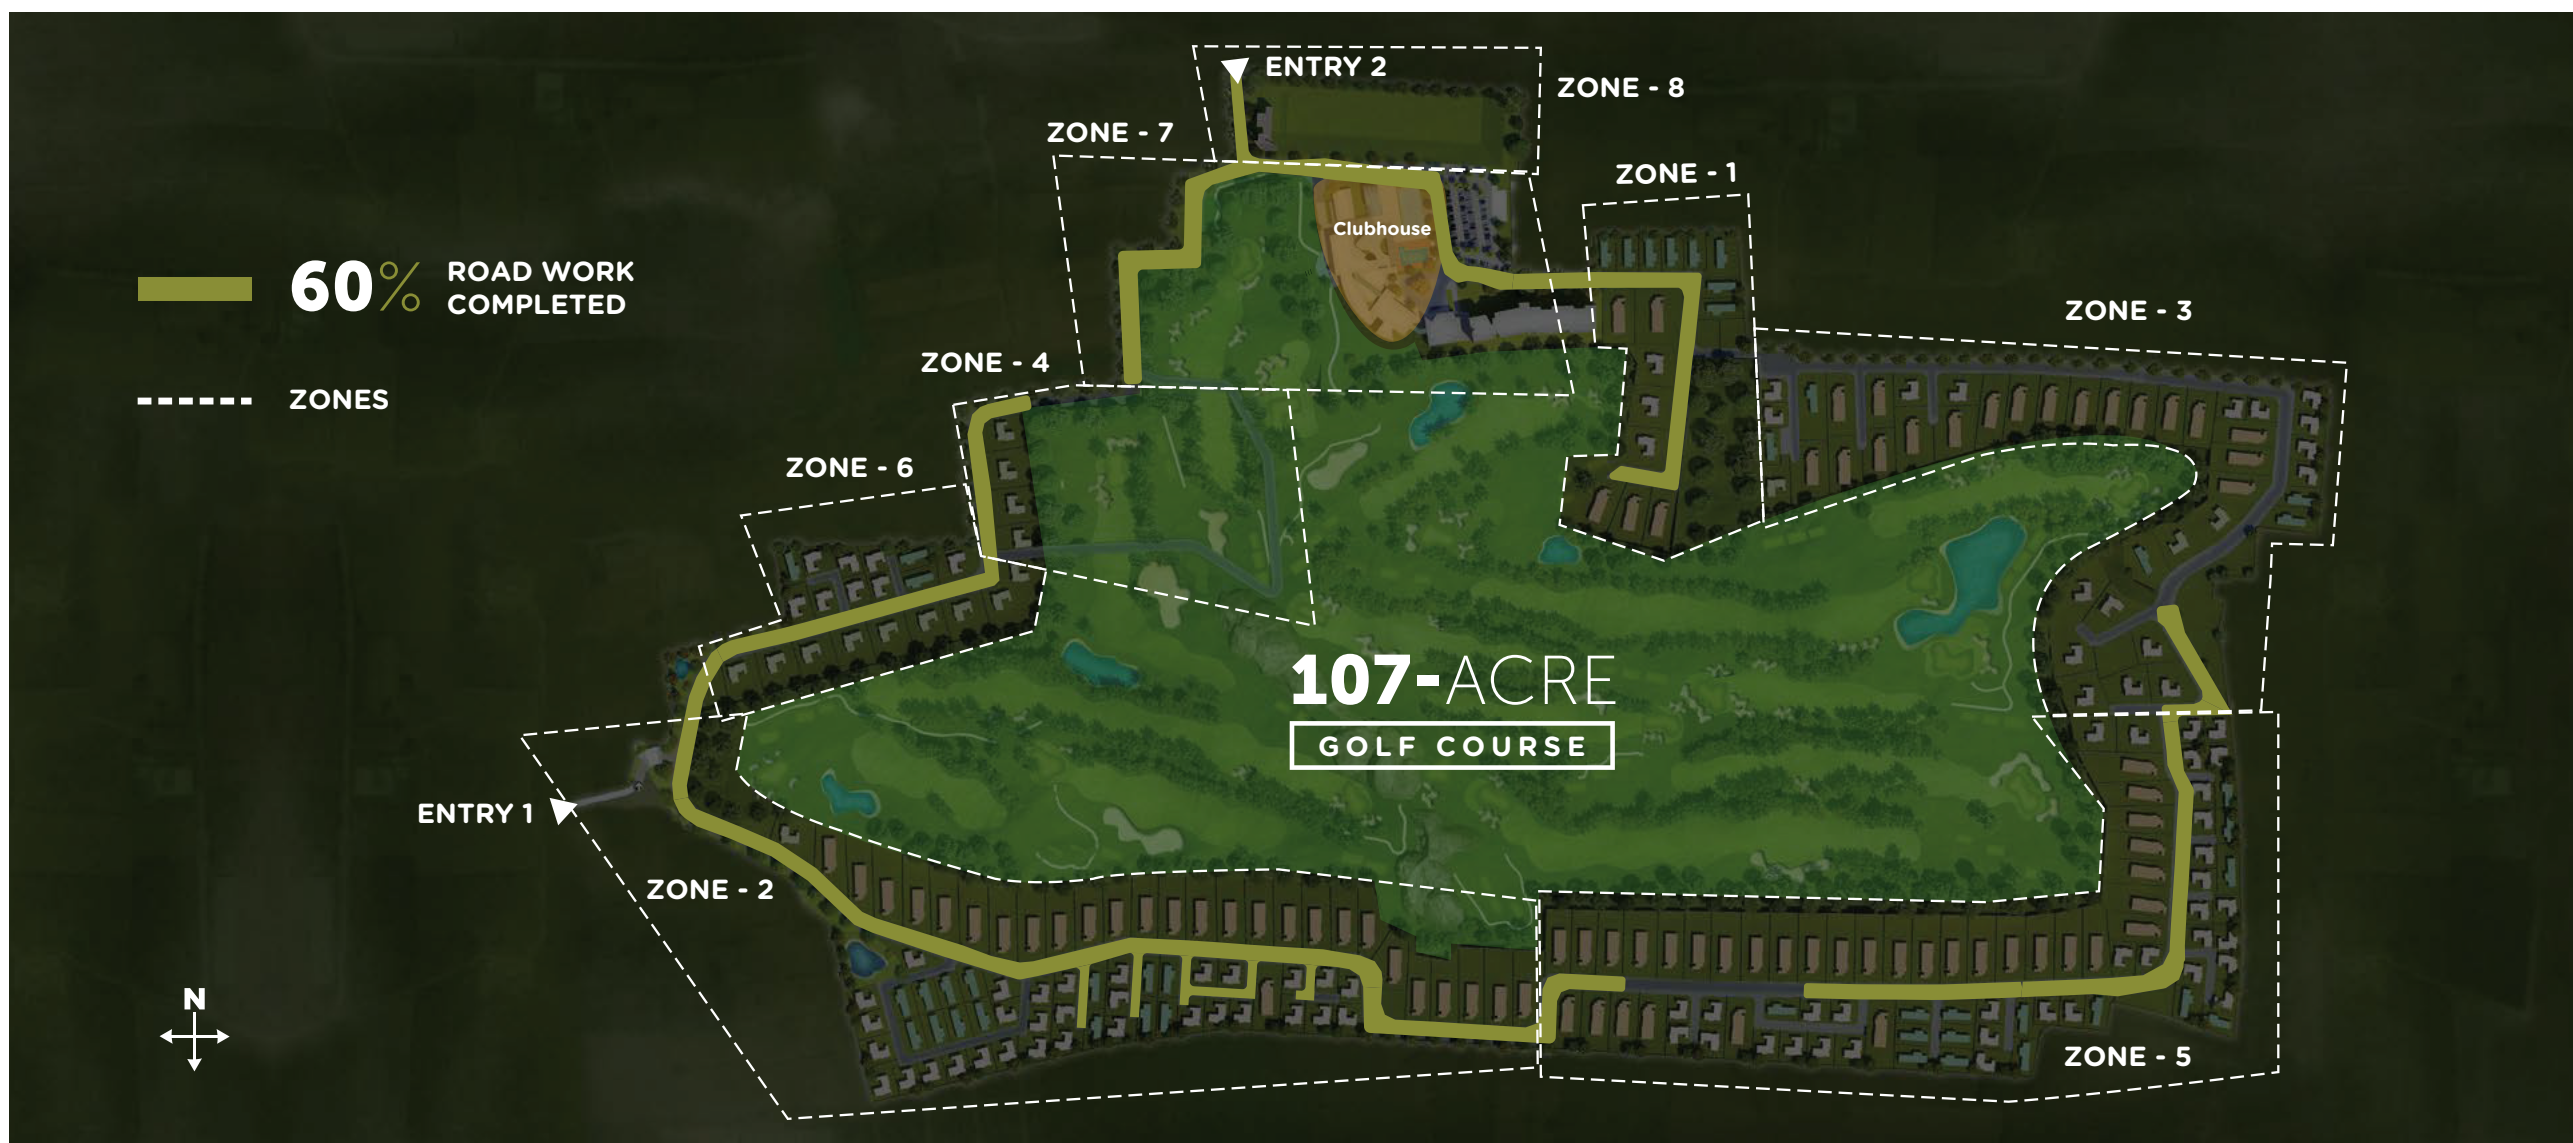 ENTRY 2
ZONE - 8
ZONE - 7
ZONE - 1
Clubhouse
60% ROAD WORK
COMPLETED
ZONE - 3
ZONE - 4
ZONES
ZONE - 6
107-ACRE
GOLF COURSE
ENTRY 1
ZONE - 2
N
ZONE - 5